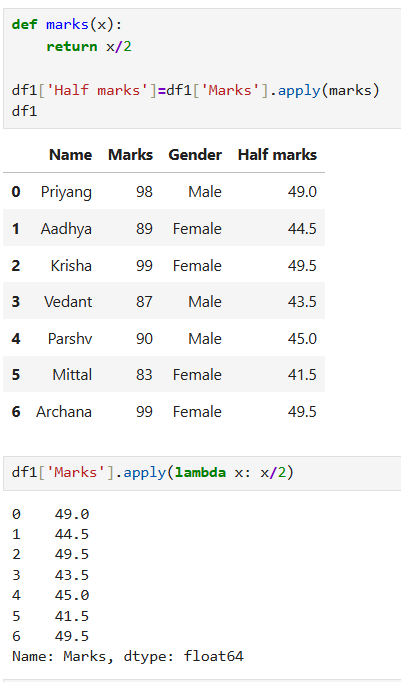 def marks(x):
    return x/2
df1['Half marks']=df1['Marks'].apply(marks)
df1
Name Marks Gender Half marks
0 Priyang 98 Male 49.0
1 Aadhya 89 Female 44.5
2 Krisha 99 Female 49.5
3 Vedant 87 Male 43.5
4 Parshv 90 Male 45.0
5 Mittal 83 Female 41.5
6 Archana 99 Female 49.5
df1['Marks'].apply(lambda x: x/2)
0    49.0
1    44.5
2    49.5
3    43.5
4    45.0
5    41.5
6    49.5
Name: Marks, dtype: float64